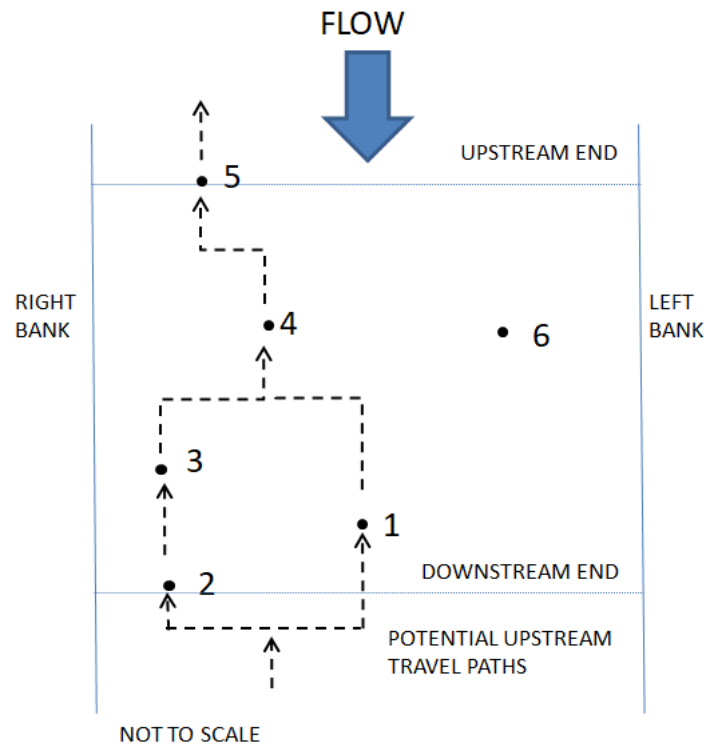 FLOW
UPSTREAM END
5
RIGHT
BANK
4
6
LEFT
BANK
3
1
DOWNSTREAM END
2
POTENTIAL UPSTREAM
TRAVEL PATHS
NOT TO SCALE